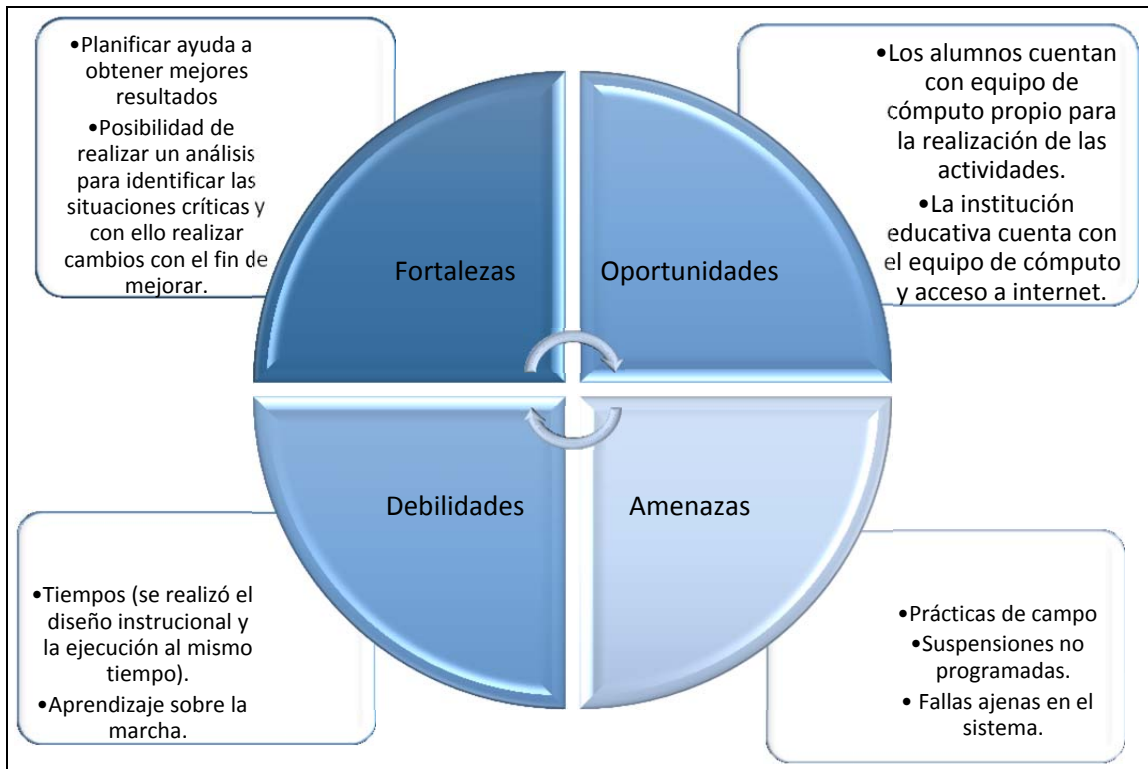 •Planificar ayuda a
obtener mejores
resultados
•Posibilidad de
realizar un análisis
para identificar las
situaciones críticas y
con ello realizar
cambios con el fin de
mejorar.
•Los alumnos cuentan
con equipo de
cómputo propio para
la realización de las
actividades.
•La institución
educativa cuenta con
el equipo de cómputo
y acceso a internet.
Fortalezas
Oportunidades
Debilidades
Amenazas
•Tiempos (se realizó el
diseño instrucional y
la ejecución al mismo
tiempo).
•Aprendizaje sobre la
marcha.
•Prácticas de campo
•Suspensiones no
programadas.
• Fallas ajenas en el
sistema.